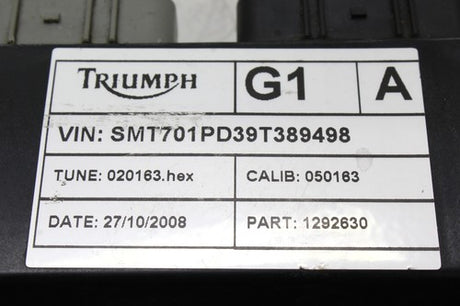 TRIUMPH G1 A
VIN: SMT701PD39T389498
TUNE: 020163.hex CALIB: 050163
DATE: 27/10/2008 PART: 1292630